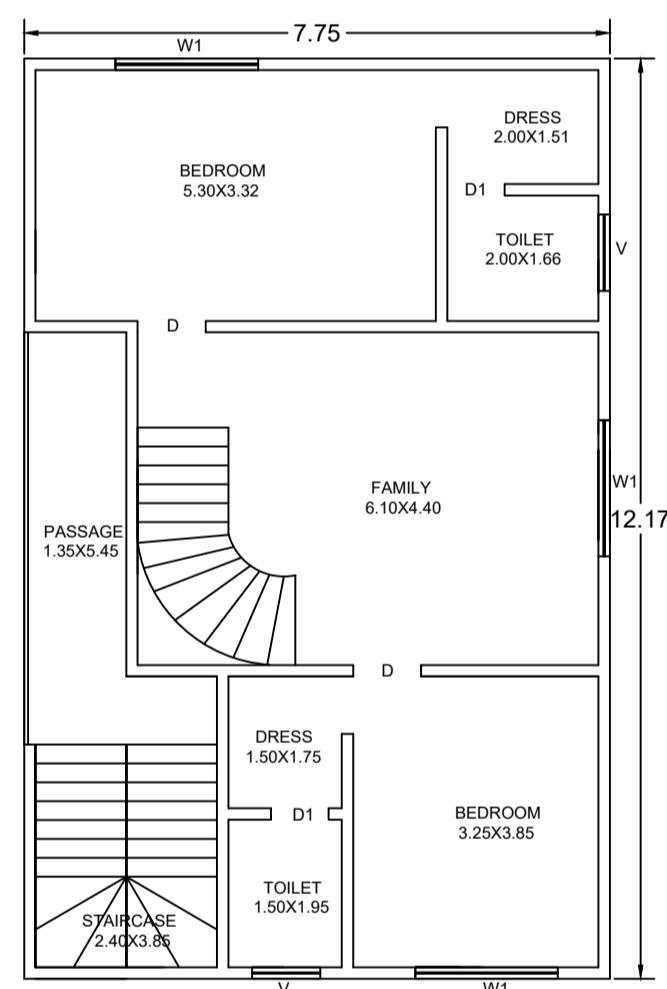 7.75
W1
DRESS
2.00X1.51
BEDROOM
5.30X3.32
D1
TOILET
2.00X1.66
V
D
FAMILY
6.10X4.40
W1
12.17
PASSAGE
1.35X5.45
D
DRESS
1.50X1.75
D1
BEDROOM
3.25X3.85
TOILET
1.50X1.95
STAIRCASE
2.40X3.85
V
W1